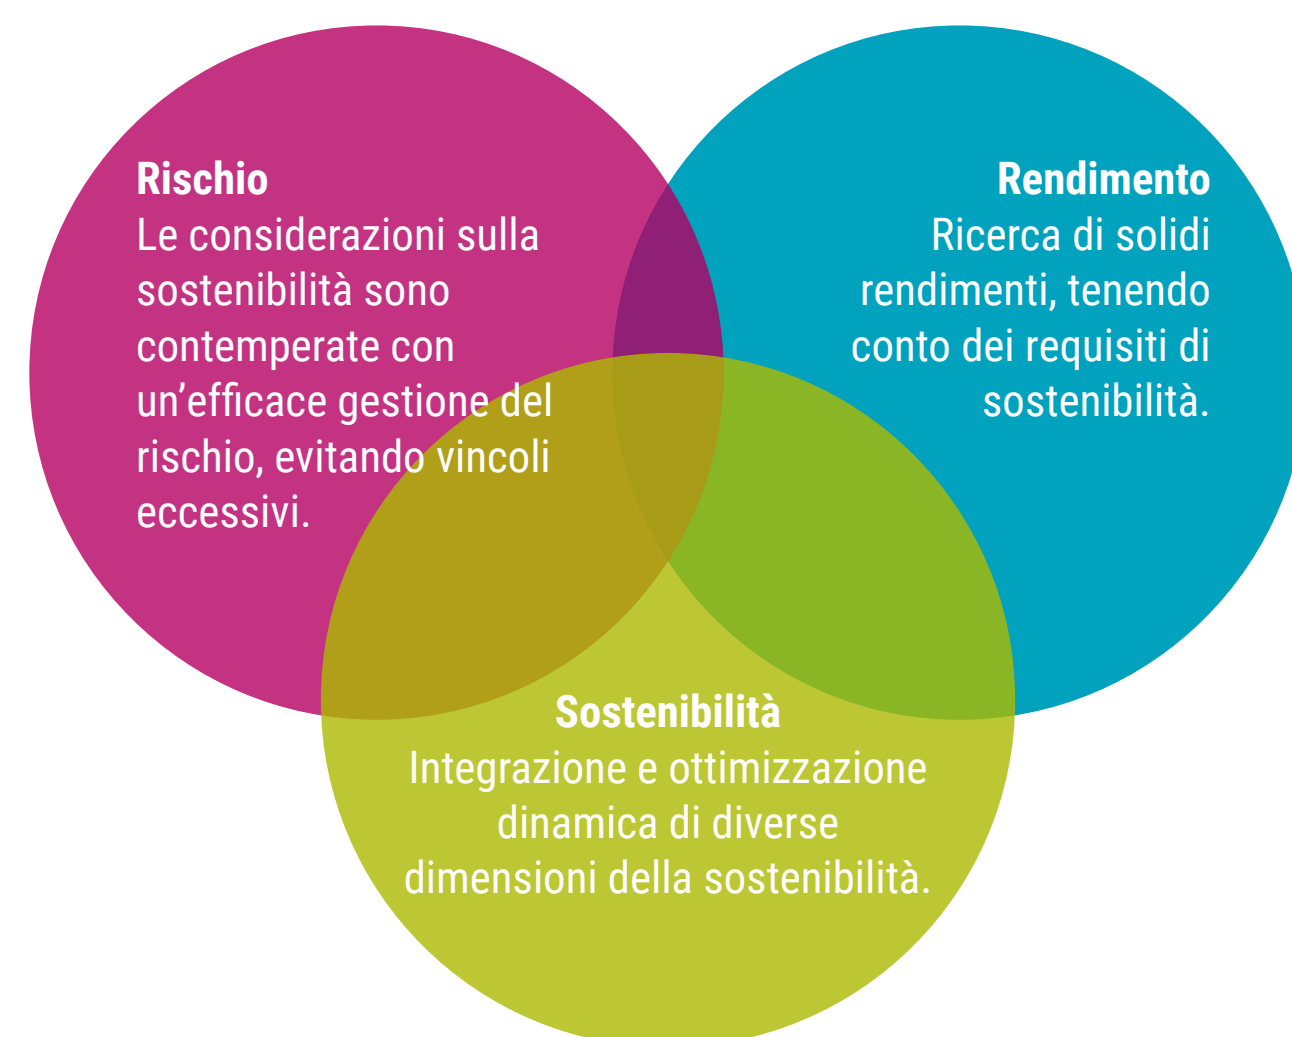 Rischio
Le considerazioni sulla
sostenibilità sono
contemperate con
un’efficace gestione del
rischio, evitando vincoli
eccessivi.
Rendimento
Ricerca di solidi
rendimenti, tenendo
conto dei requisiti di
sostenibilità.
Sostenibilità
Integrazione e ottimizzazione
dinamica di diverse
dimensioni della sostenibilità.